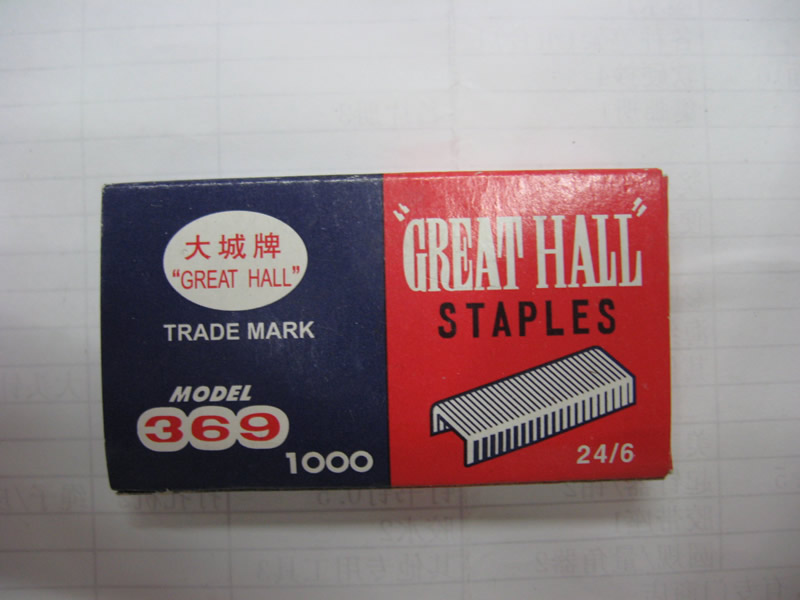 大城牌
"GREAT HALL"
TRADE MARK
MODEL
369
1000
"GREAT HALL"
STAPLES
24/6